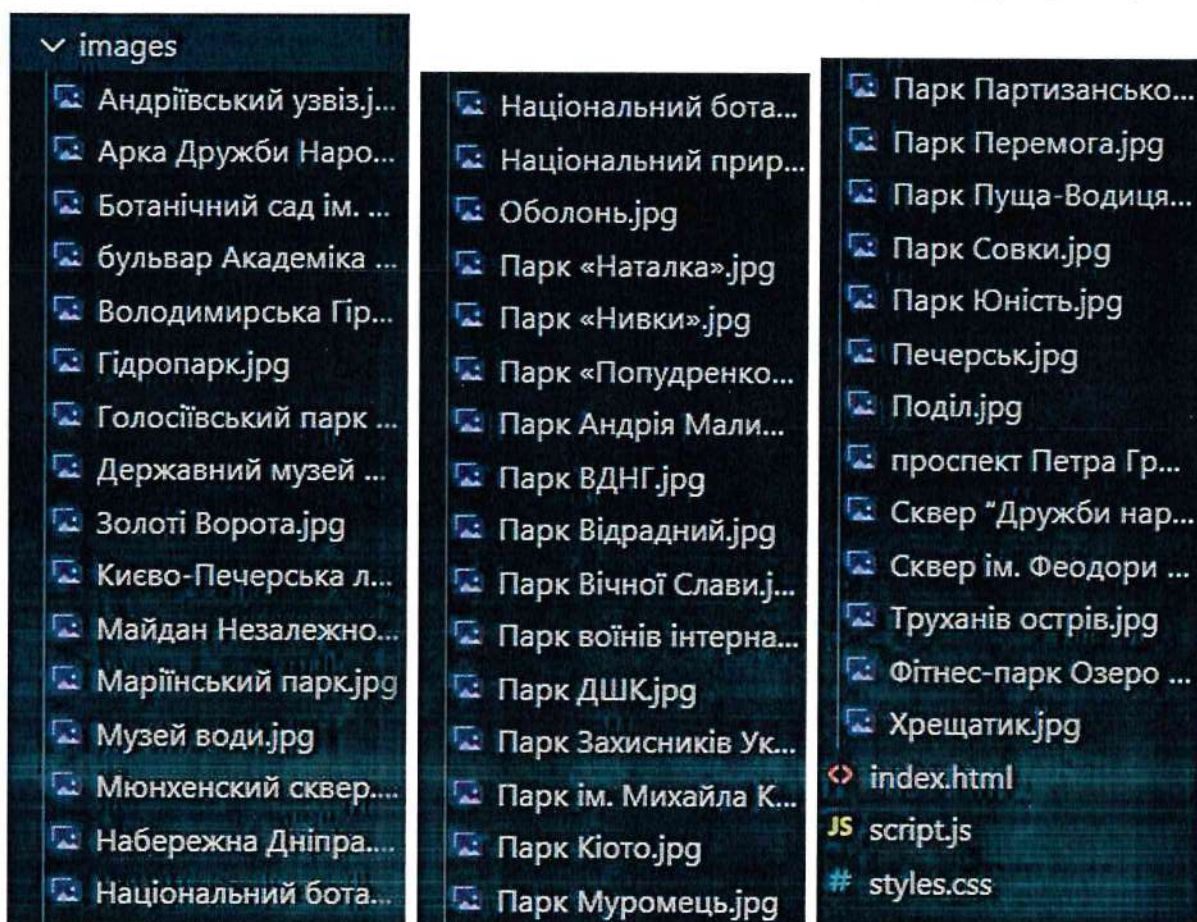 images
Андріївський узвіз.j...
Арка Дружби Наро...
Ботанічний сад ім. ...
бульвар Академіка ...
Володимирська Гір...
Гідропарк.jpg
Голосіївський парк ...
Державний музей ...
Золоті Ворота.jpg
Києво-Печерська л...
Майдан Незалежно...
Маріїнський парк.jpg
Музей води.jpg
Мюнхенский сквер....
Набережна Дніпра....
Національний бота...
Національний бота...
Національний прир...
Оболонь.jpg
Парк «Наталка».jpg
Парк «Нивки».jpg
Парк «Попудренко...
Парк Андрія Мали...
Парк ВДНГ.jpg
Парк Відрадний.jpg
Парк Вічної Слави.j...
Парк воїнів інтерна...
Парк ДШК.jpg
Парк Захисників Ук...
Парк ім. Михайла К...
Парк Кіото.jpg
Парк Муромець.jpg
Парк Партизансько...
Парк Перемога.jpg
Парк Пуща-Водиця...
Парк Совки.jpg
Парк Юність.jpg
Печерськ.jpg
Поділ.jpg
проспект Петра Гр...
Сквер "Дружби нар...
Сквер ім. Феодори ...
Труханів острів.jpg
Фітнес-парк Озеро ...
Хрещатик.jpg
<> index.html
JS script.js
# styles.css